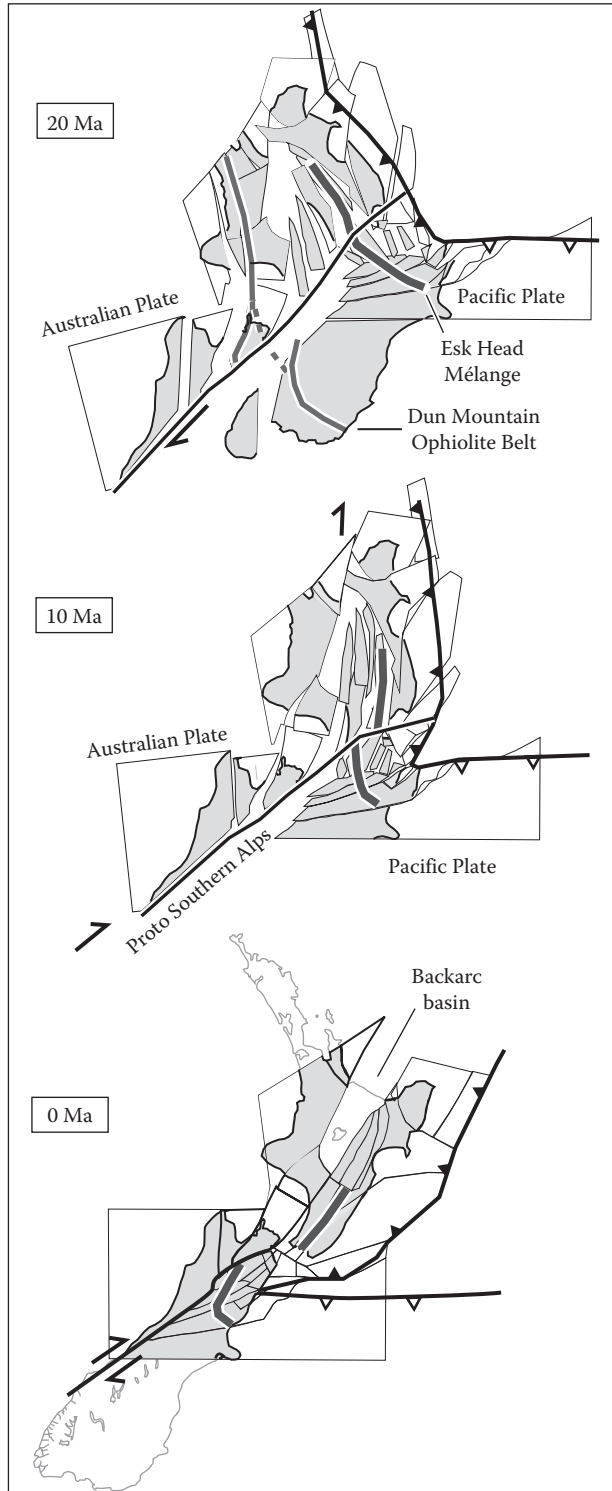 20 Ma
Australian Plate
Pacific Plate
Esk Head
Mélange
Dun Mountain
Ophiolite Belt
10 Ma
Australian Plate
Proto Southern Alps
Pacific Plate
Backarc
basin
0 Ma